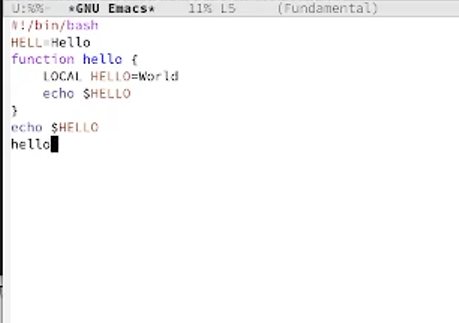 U:%%- *GNU Emacs* 11% L5 (Fundamental)
#!/bin/bash
HELL=Hello
function hello {
LOCAL HELLO=World
echo $HELLO
}
echo $HELLO
hello